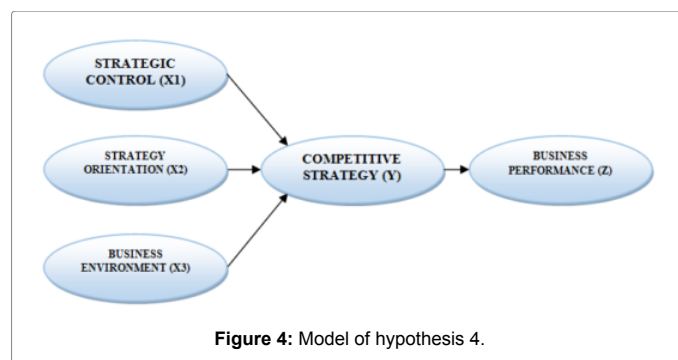 STRATEGIC
CONTROL (X1)
STRATEGY
ORIENTATION (X2)
COMPETITIVE
STRATEGY (Y)
BUSINESS
PERFORMANCE (Z)
BUSINESS
ENVIRONMENT (X3)
Figure 4: Model of hypothesis 4.